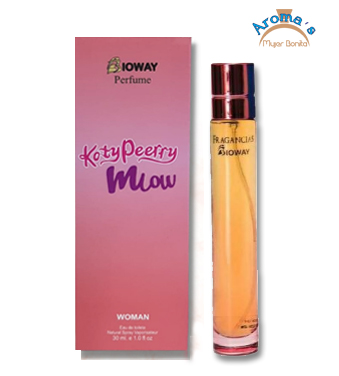 Aroma's
Myer Bonita
BIOWAY
Perfume
KatyPeerry
Miow
WOMAN
Eau de toilette
Natural Spray Vaporisateur
30 ml. e 1.0 fl.oz
FRAGANCIAS
BIOWAY